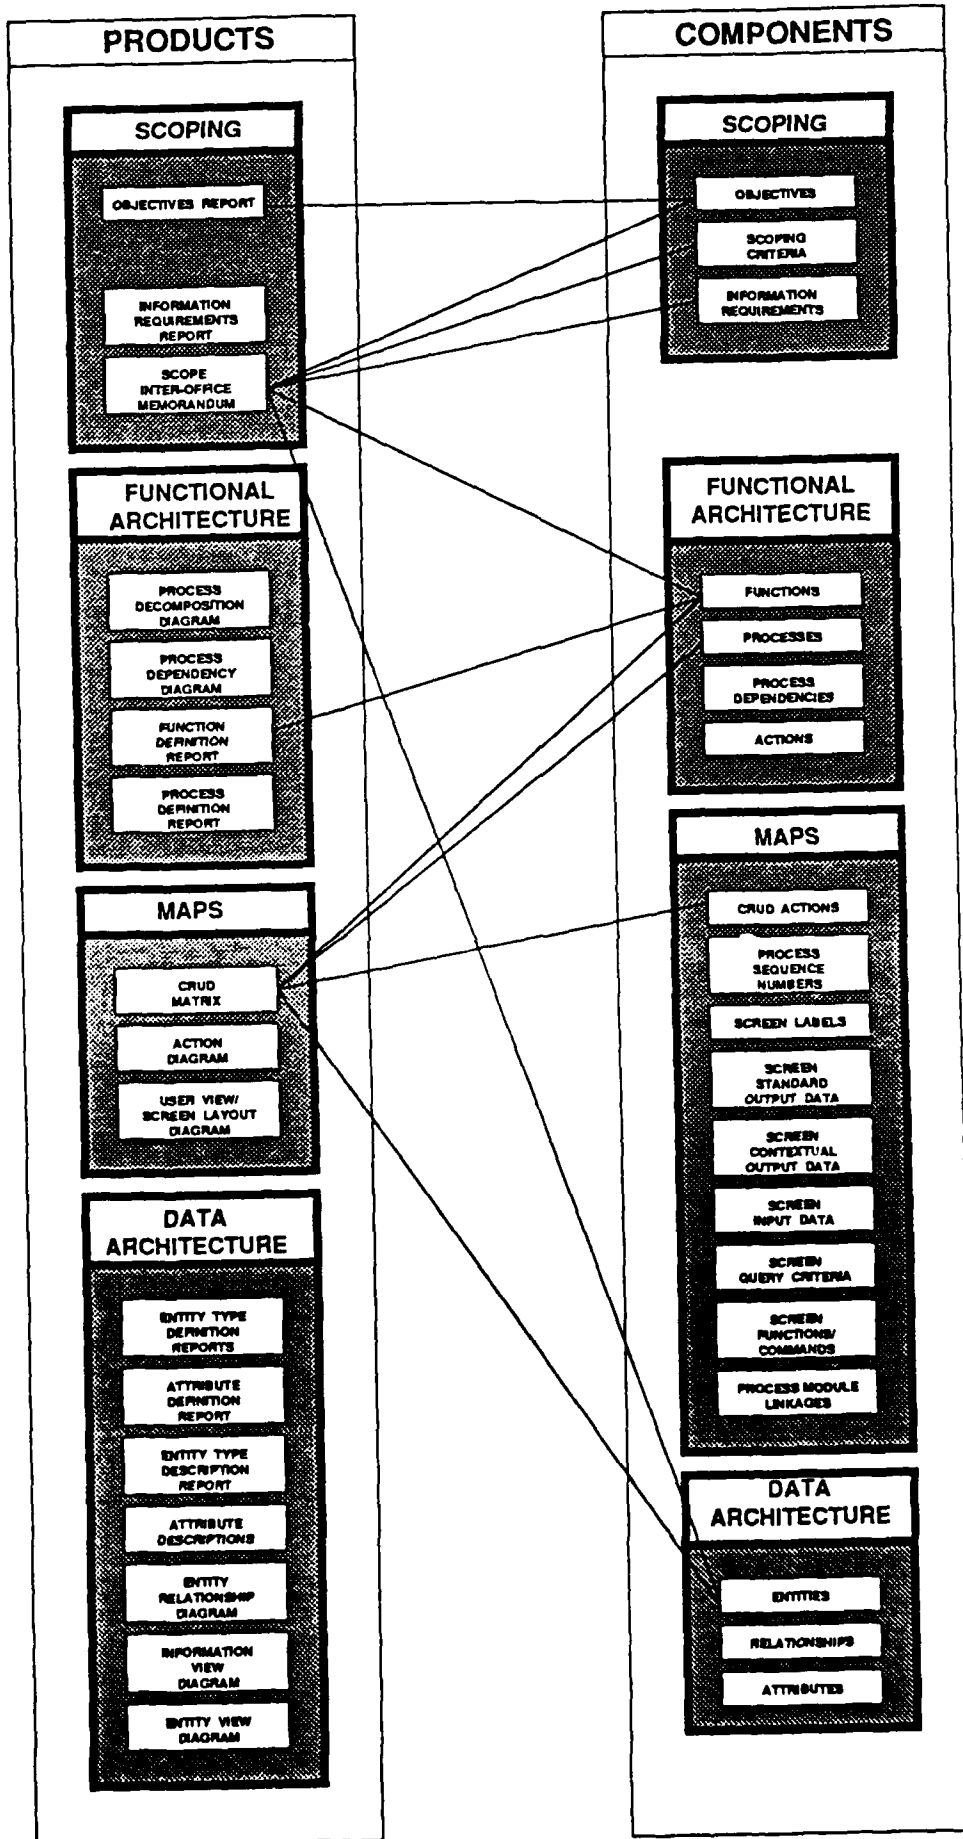 PRODUCTS
SCOPING
OBJECTIVES REPORT
INFORMATION
REQUIREMENTS
REPORT
SCOPE
INTER-OFFICE
MEMORANDUM
FUNCTIONAL
ARCHITECTURE
PROCESS
DECOMPOSITION
DIAGRAM
PROCESS
DEPENDENCY
DIAGRAM
FUNCTION
DEFINITION
REPORT
PROCESS
DEFINITION
REPORT
MAPS
CRUD
MATRIX
ACTION
DIAGRAM
USER VIEW/
SCREEN LAYOUT
DIAGRAM
DATA
ARCHITECTURE
ENTITY TYPE
DEFINITION
REPORTS
ATTRIBUTE
DEFINITION
REPORT
ENTITY TYPE
DESCRIPTION
REPORT
ATTRIBUTE
DESCRIPTIONS
ENTITY
RELATIONSHIP
DIAGRAM
INFORMATION
VIEW
DIAGRAM
ENTITY VIEW
DIAGRAM
COMPONENTS
SCOPING
OBJECTIVES
SCOPING
CRITERIA
INFORMATION
REQUIREMENTS
FUNCTIONAL
ARCHITECTURE
FUNCTIONS
PROCESSES
PROCESS
DEPENDENCIES
ACTIONS
MAPS
CRUD ACTIONS
PROCESS
SEQUENCE
NUMBERS
SCREEN LABELS
SCREEN
STANDARD
OUTPUT DATA
SCREEN
CONTEXTUAL
OUTPUT DATA
SCREEN
INPUT DATA
SCREEN
QUERY CRITERIA
SCREEN
FUNCTIONS/
COMMANDS
PROCESS MODULE
LINKAGES
DATA
ARCHITECTURE
ENTITIES
RELATIONSHIPS
ATTRIBUTES